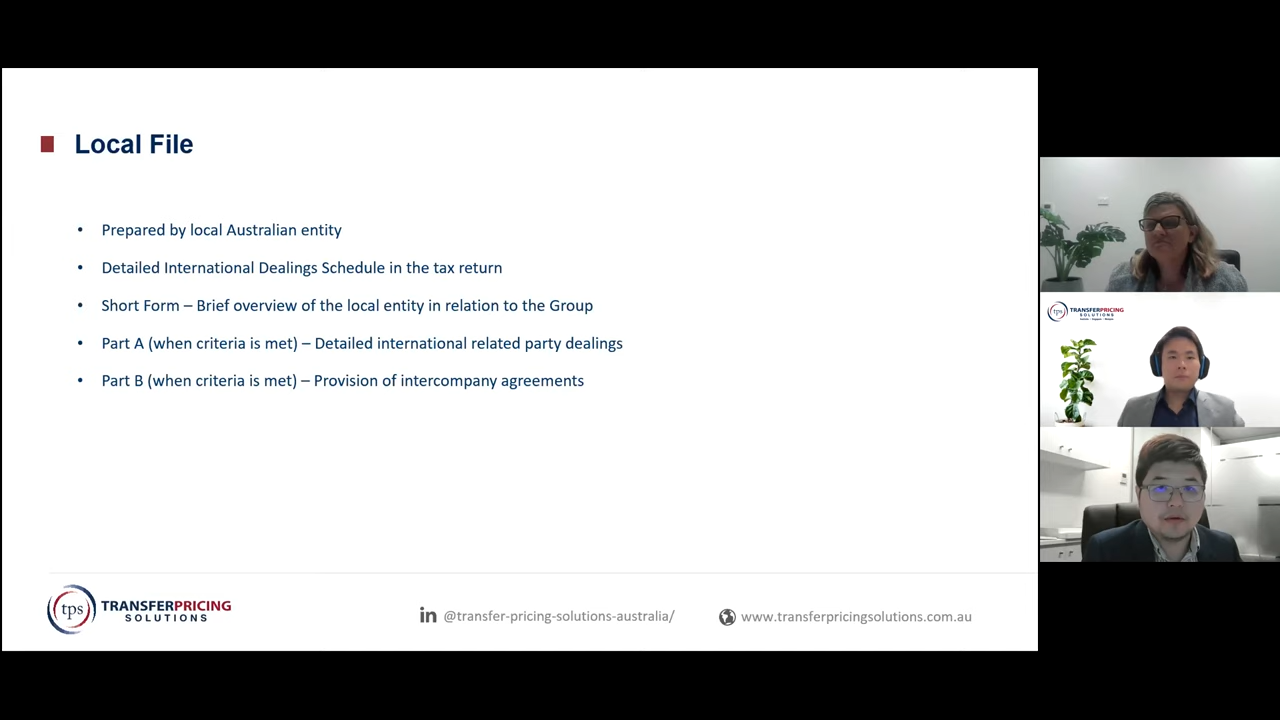 Local File
• Prepared by local Australian entity
• Detailed International Dealings Schedule in the tax return
• Short Form – Brief overview of the local entity in relation to the Group
• Part A (when criteria is met) – Detailed international related party dealings
• Part B (when criteria is met) – Provision of intercompany agreements
tps TRANSFERPRICING
SOLUTIONS
in @transfer-pricing-solutions-australia/
www.transferpricingsolutions.com.au
tps TRANSFERPRICING
SOLUTIONS